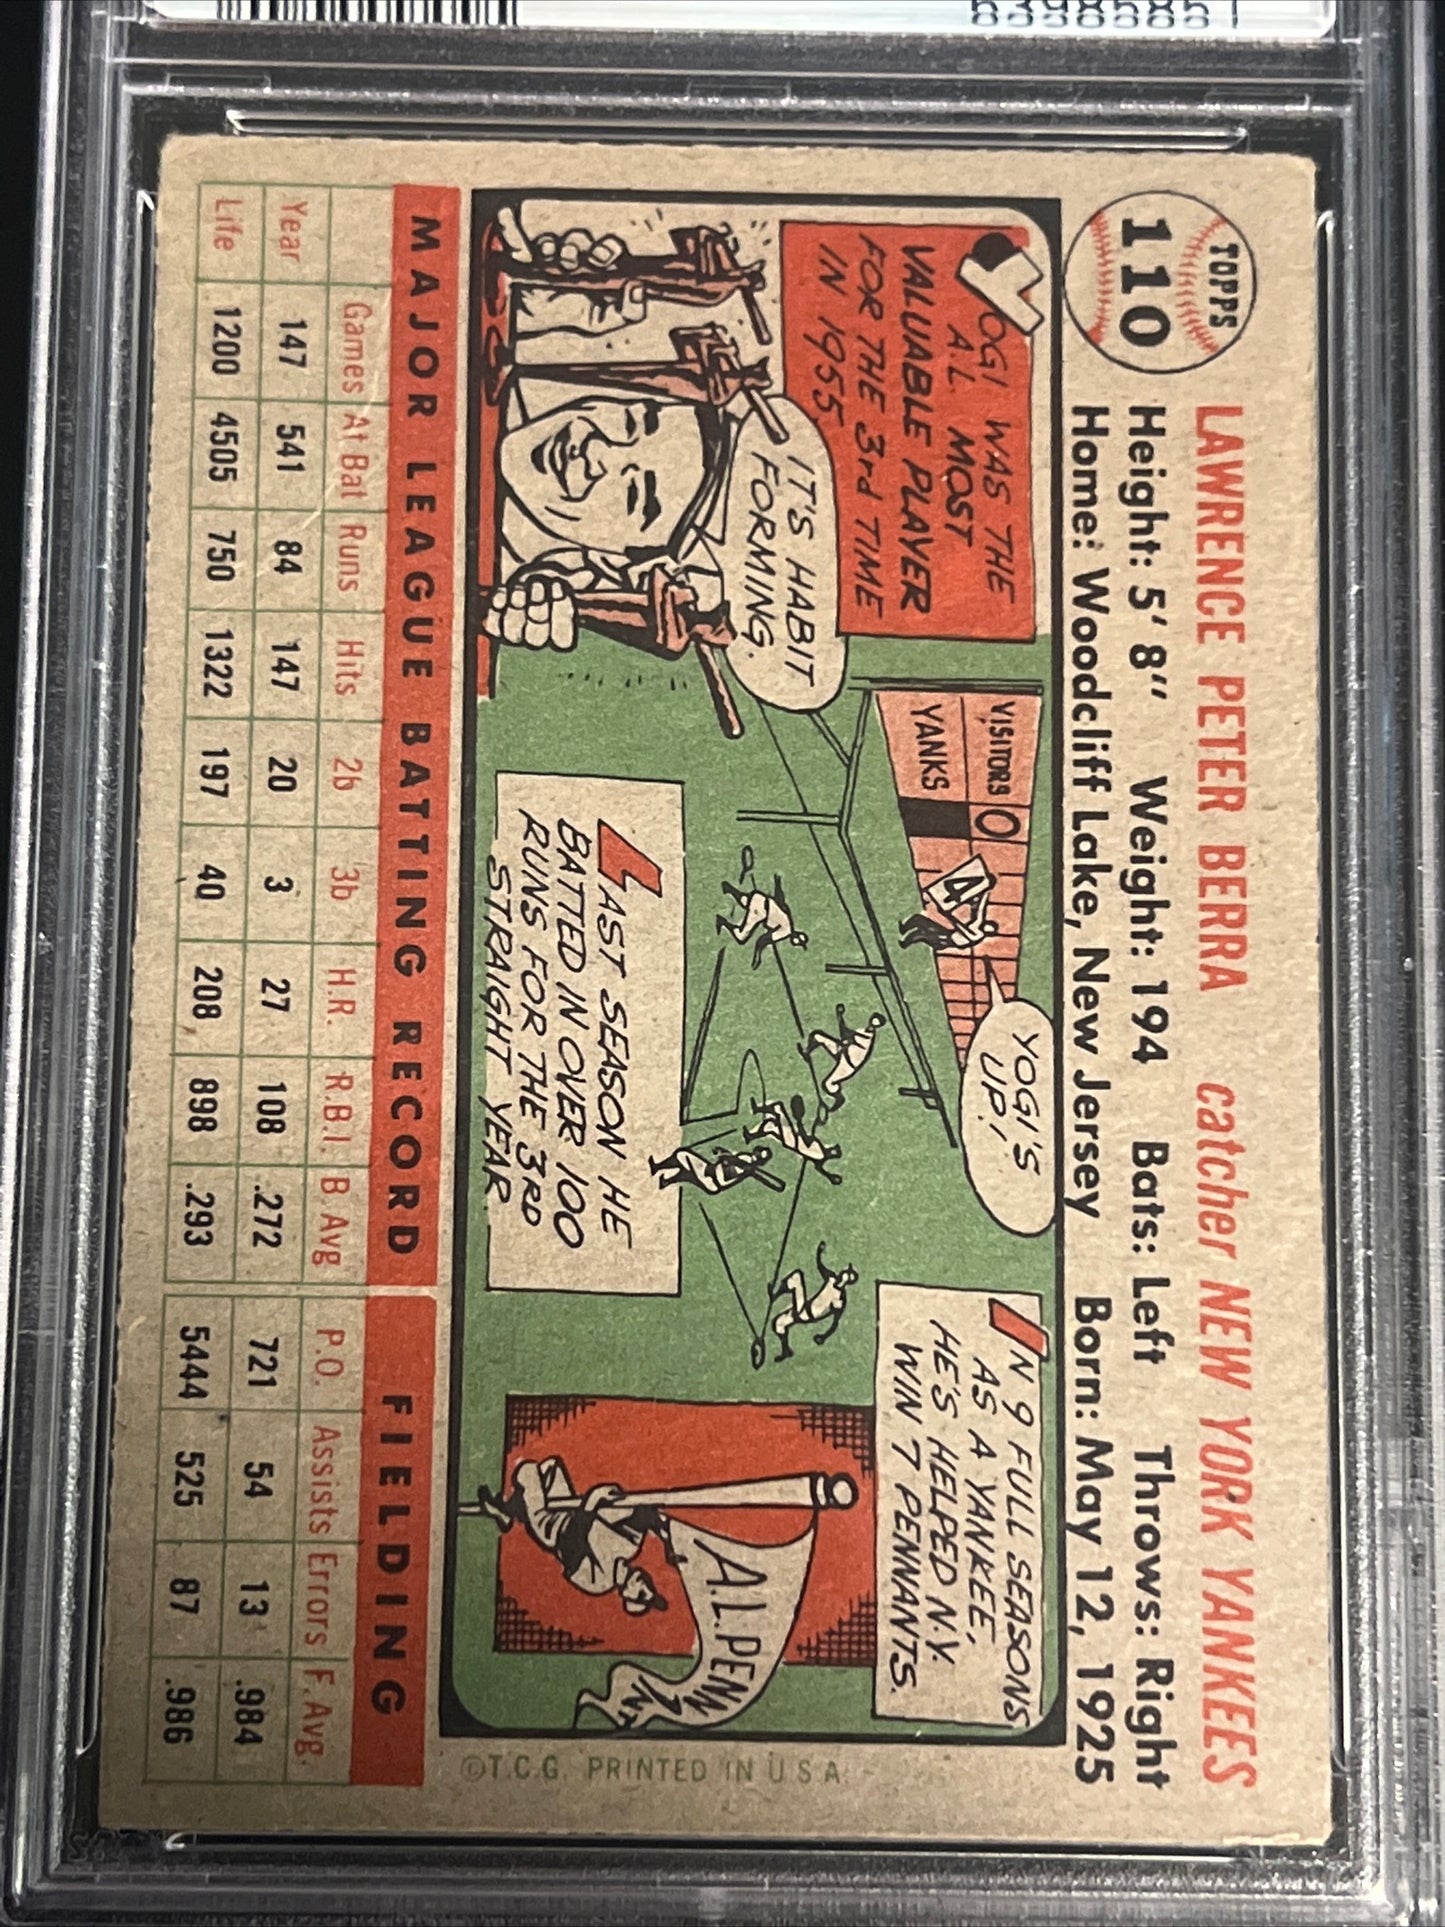 TOPPS
110
LAWRENCE PETER BERRA catcher NEW YORK YANKEES
Height: 5' 8" Weight: 194 Bats: Left Throws: Right
Home: Woodcliff Lake, New Jersey Born: May 12, 1925
YOGI WAS THE
A.L. MOST
VALUABLE PLAYER
FOR THE 3rd TIME
IN 1955.
IT'S HABIT
FORMING.
VISITORS 0
YANKS
4
YOGI'S
UP!
LAST SEASON HE
BATTED IN OVER 100
RUNS FOR THE 3RD
STRAIGHT YEAR.
IN 9 FULL SEASONS
AS A YANKEE,
HE'S HELPED N.Y.
WIN 7 PENNANTS.
A.L. PENN
MAJOR LEAGUE BATTING RECORD FIELDING
Games At Bat Runs Hits 2b 3b H.R. R.B.I. B Avg P.O. Assists Errors F. Avg.
Year 147 541 84 147 20 3 27 108 .272 721 54 13 .984
Life 1200 4505 750 1322 197 40 208 898 .293 5444 525 87 .986
©T.C.G. PRINTED IN U.S.A.